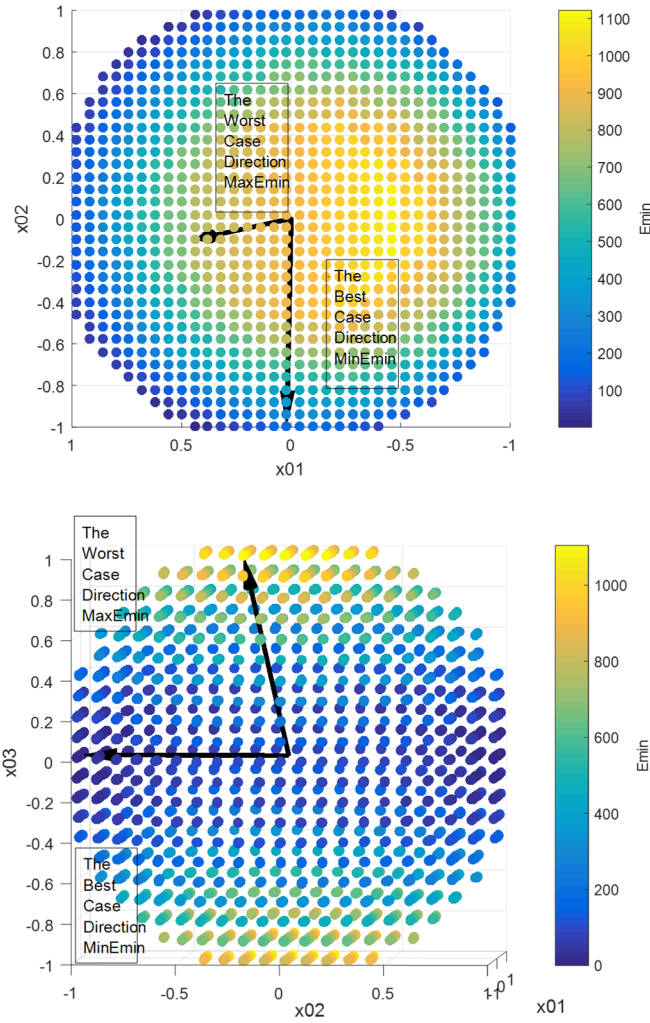 1
0.8
0.6
0.4
0.2
0
-0.2
-0.4
-0.6
-0.8
-1
x02
1
0.5
0
-0.5
-1
x01
The
Worst
Case
Direction
MaxEmin
The
Best
Case
Direction
MinEmin
1100
1000
900
800
700
600
500
400
300
200
100
Emin
The
Worst
Case
Direction
MaxEmin
1
0.8
0.6
0.4
0.2
0
-0.2
-0.4
-0.6
-0.8
-1
x03
The
Best
Case
Direction
MinEmin
-1
-0.5
0
0.5
x02
x01
1000
800
600
400
200
0
Emin